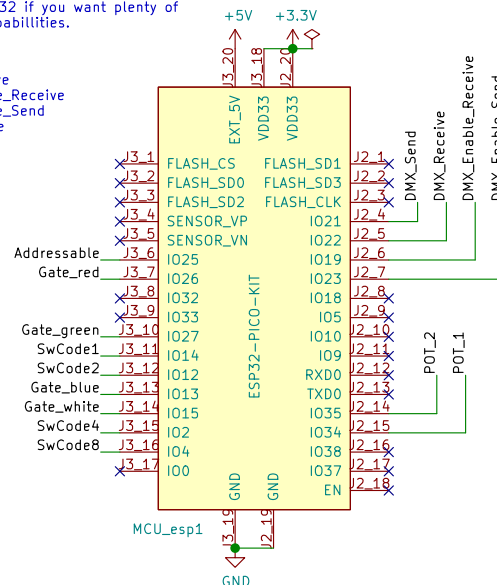 32 if you want plenty of
pabillities.
+5V
+3.3V
ve
e_Receive
e_Send
e
J3_20
J3_18
J2_20
EXT_5V
VDD33
VDD33
DMX_Send
DMX_Receive
DMX_Enable_Receive
DMX_Enable_Send
J3_1 FLASH_CS FLASH_SD1 J2_1
J3_2 FLASH_SD0 FLASH_SD3 J2_2
J3_3 FLASH_SD2 FLASH_CLK J2_3
J3_4 SENSOR_VP IO21 J2_4
J3_5 SENSOR_VN IO22 J2_5
Addressable J3_6 IO25 IO19 J2_6
Gate_red J3_7 IO26 IO23 J2_7
J3_8 IO32 IO18 J2_8
J3_9 IO33 IO5 J2_9
Gate_green J3_10 IO27 IO10 J2_10
SwCode1 J3_11 IO14 IO9 J2_11
SwCode2 J3_12 IO12 RXD0 J2_12
Gate_blue J3_13 IO13 TXD0 J2_13
Gate_white J3_14 IO15 IO35 J2_14
SwCode4 J3_15 IO2 IO34 J2_15
SwCode8 J3_16 IO4 IO38 J2_16
J3_17 IO0 IO37 J2_17
EN J2_18
ESP32-PICO-KIT
POT_2
POT_1
GND
GND
MCU_esp1
J3_19
J2_19
GND